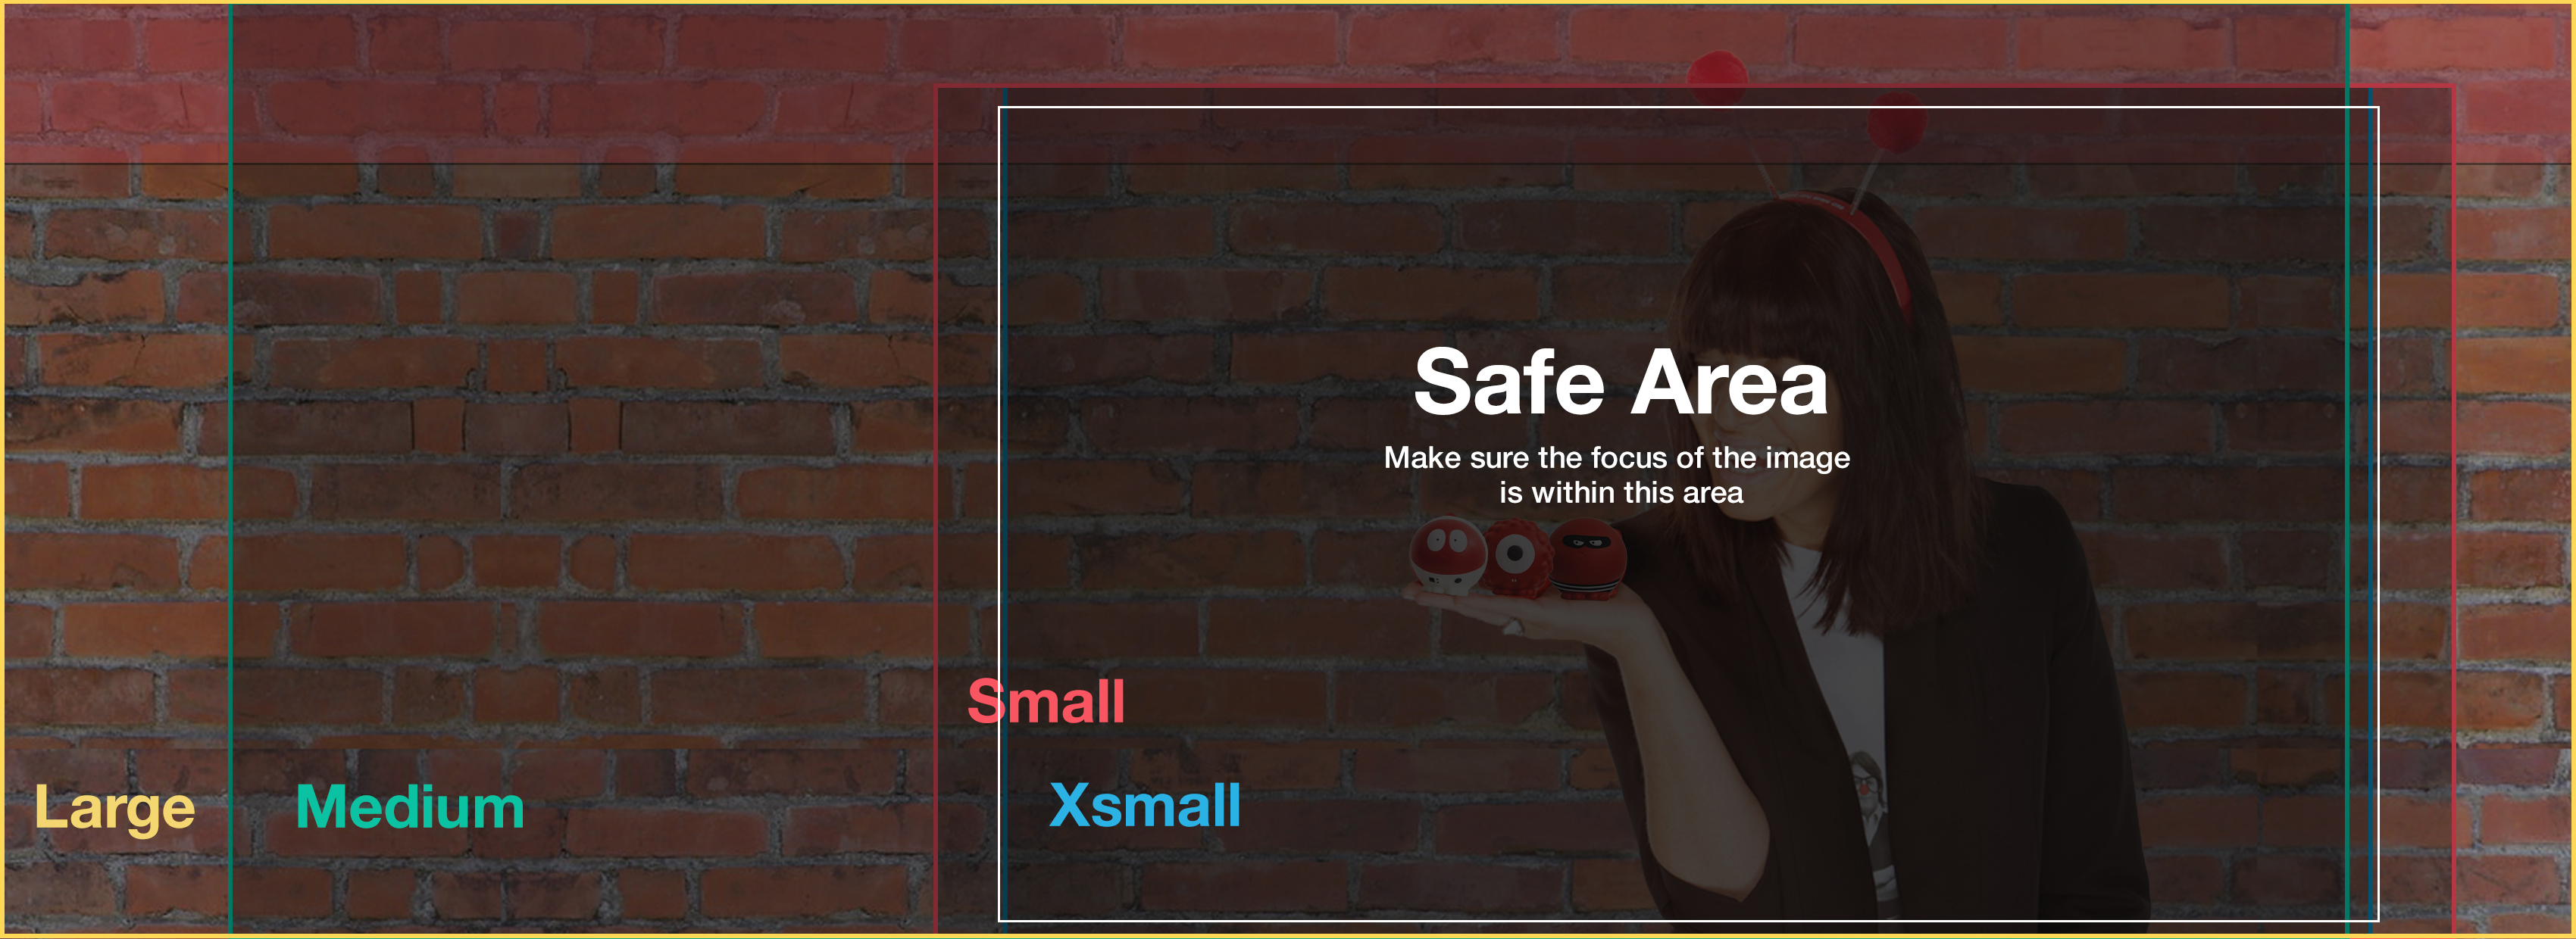 Safe Area
Make sure the focus of the image
is within this area
Small
Large
Medium
Xsmall